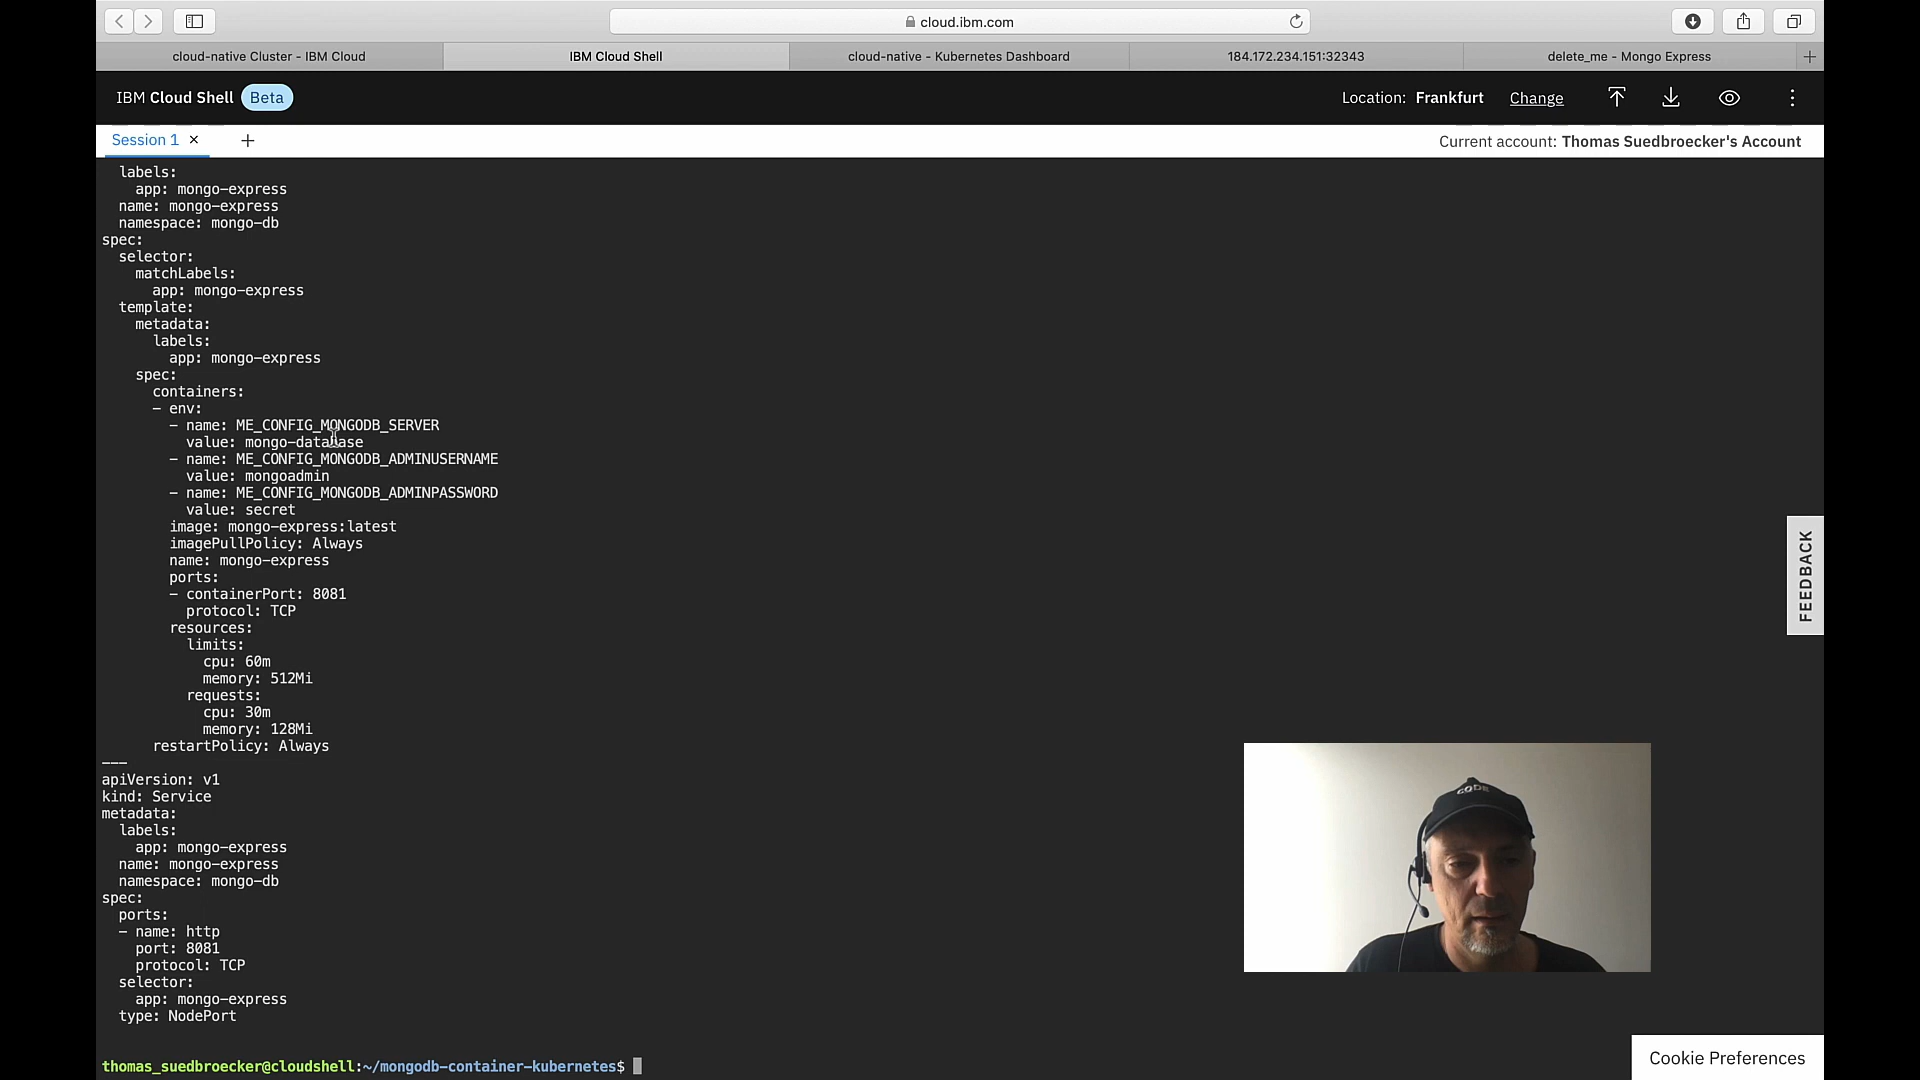 cloud.ibm.com
cloud-native Cluster - IBM Cloud
IBM Cloud Shell
cloud-native - Kubernetes Dashboard
184.172.234.151:32343
delete_me - Mongo Express
IBM Cloud Shell Beta
Location: Frankfurt Change
Session 1
Current account: Thomas Suedbroecker's Account
labels:
app: mongo-express
name: mongo-express
namespace: mongo-db
spec:
selector:
matchLabels:
app: mongo-express
template:
metadata:
labels:
app: mongo-express
spec:
containers:
- env:
- name: ME_CONFIG_MONGODB_SERVER
value: mongo-database
- name: ME_CONFIG_MONGODB_ADMINUSERNAME
value: mongoadmin
- name: ME_CONFIG_MONGODB_ADMINPASSWORD
value: secret
image: mongo-express:latest
imagePullPolicy: Always
name: mongo-express
ports:
- containerPort: 8081
protocol: TCP
resources:
limits:
cpu: 60m
memory: 512Mi
requests:
cpu: 30m
memory: 128Mi
restartPolicy: Always
---
apiVersion: v1
kind: Service
metadata:
labels:
app: mongo-express
name: mongo-express
namespace: mongo-db
spec:
ports:
- name: http
port: 8081
protocol: TCP
selector:
app: mongo-express
type: NodePort
thomas_suedbroecker@cloudshell:~/mongodb-container-kubernetes$
FEEDBACK
CODE
Cookie Preferences